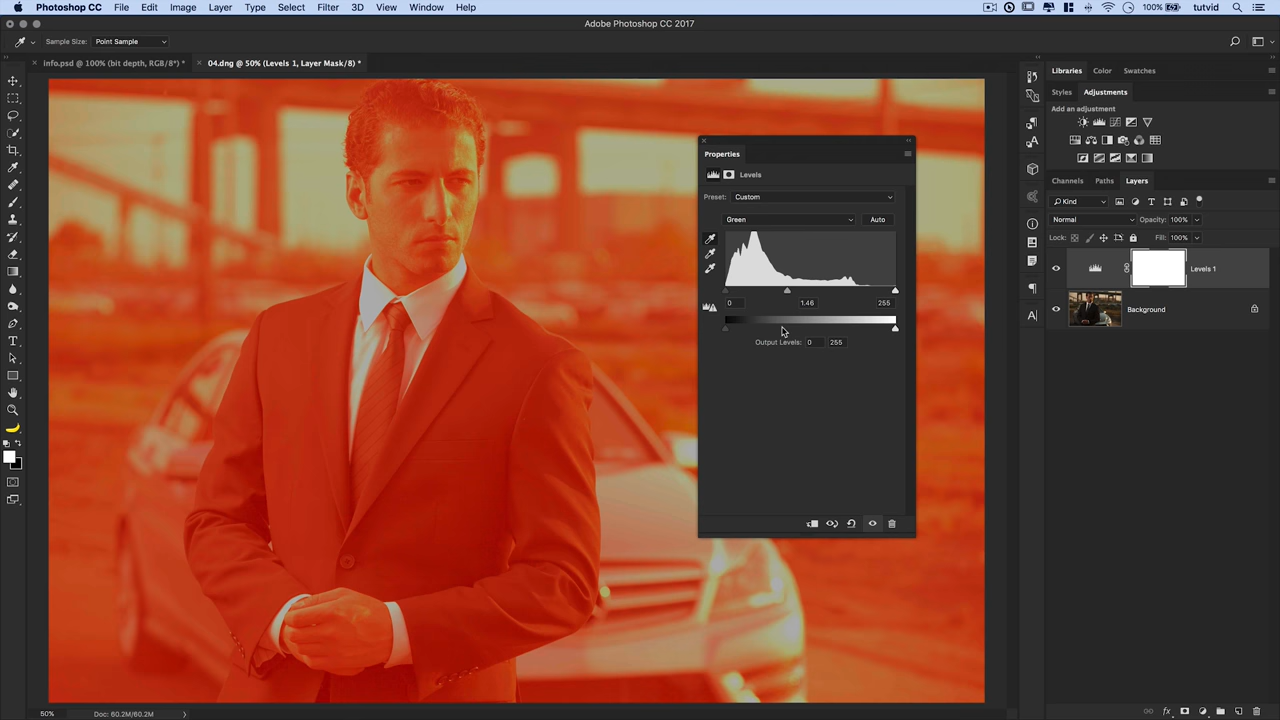 Photoshop CC File Edit Image Layer Type Select Filter 3D View Window Help 100% tutvid
Adobe Photoshop CC 2017
Sample Size: Point Sample
info.psd @ 100% (bit depth, RGB/8*) * 04.dng @ 50% (Levels 1, Layer Mask/8) *
Libraries Color Swatches
Styles Adjustments
Add an adjustment
Properties
Levels
Preset: Custom
Green Auto
0 1.46 255
Output Levels: 0 255
Channels Paths Layers
Kind
Normal Opacity: 100%
Lock: Fill: 100%
Levels 1
Background
50% Doc: 60.2M/60.2M